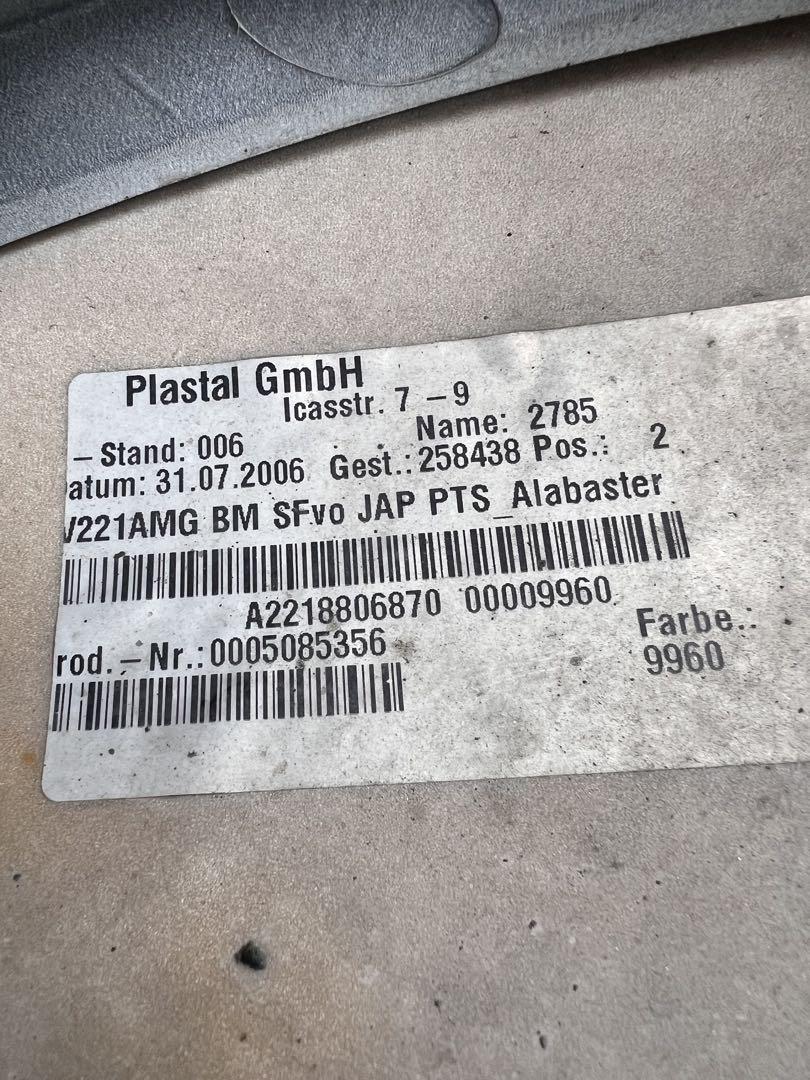 Plastal GmbH
Icasstr. 7 – 9
– Stand: 006 Name: 2785
atum: 31.07.2006 Gest.: 258438 Pos.: 2
V221AMG BM SFvo JAP PTS_Alabaster
A2218806870 00009960
rod.–Nr.:0005085356 Farbe.:
9960